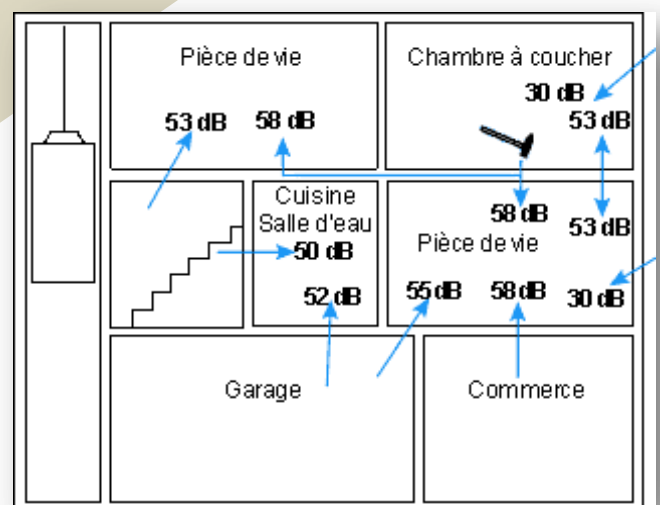 Pièce de vie
Chambre à coucher
30 dB
53 dB
58 dB
53 dB
Cuisine
Salle d'eau
50 dB
52 dB
58 dB
53 dB
Pièce de vie
55 dB
58 dB
30 dB
Garage
Commerce